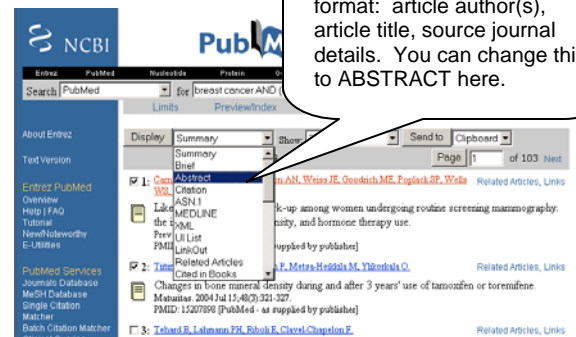 format: article author(s),
article title, source journal
details. You can change thi
to ABSTRACT here.
NCBI
Pub M
Entrez PubMed Nucleotide Protein
Search PubMed for breast cancer AND (
Limits Preview/Index
About Entrez
Text Version
Entrez PubMed
Overview
Help | FAQ
Tutorial
New/Noteworthy
E-Utilities
PubMed Services
Journals Database
MeSH Database
Single Citation
Matcher
Batch Citation Matcher
Display Summary Show: Send to Clipboard
Page 1 of 103 Next
Summary
Brief
Abstract
Citation
ASN.1
MEDLINE
XML
UI List
LinkOut
Related Articles
Cited in Books
1: en AN, Weiss JE, Goodrich ME, Poplack SP, Wells Related Articles, Links
WS,
Like k-up among women undergoing routine screening mammography:
the nsity, and hormone therapy use.
Prev
PMID supplied by publisher]
2: P, Metsa-Heikkila M, Ylikorkala O. Related Articles, Links
Changes in bone mineral density during and after 3 years' use of tamoxifen or toremifene.
Maturitas. 2004 Jul 15;48(3):321-327.
PMID: 15207898 [PubMed - as supplied by publisher]
3: Tehard B, Lahmann PH, Riboli E, Clavel-Chapelon F. Related Articles, Links